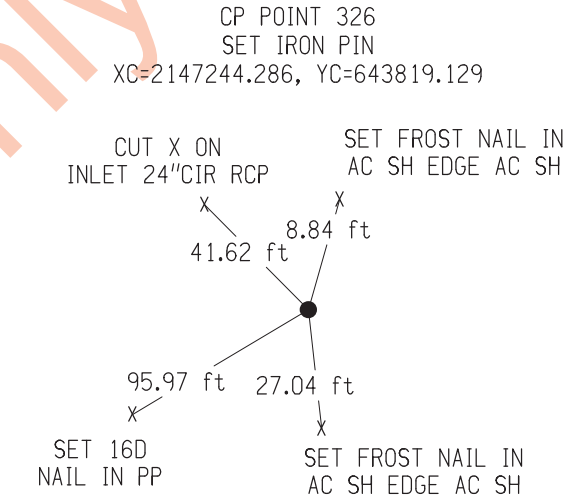 CP POINT 326
SET IRON PIN
XC=2147244.286, YC=643819.129
CUT X ON
INLET 24"CIR RCP
X
41.62 ft
SET FROST NAIL IN
AC SH EDGE AC SH
X
8.84 ft
95.97 ft
X
SET 16D
NAIL IN PP
27.04 ft
X
SET FROST NAIL IN
AC SH EDGE AC SH